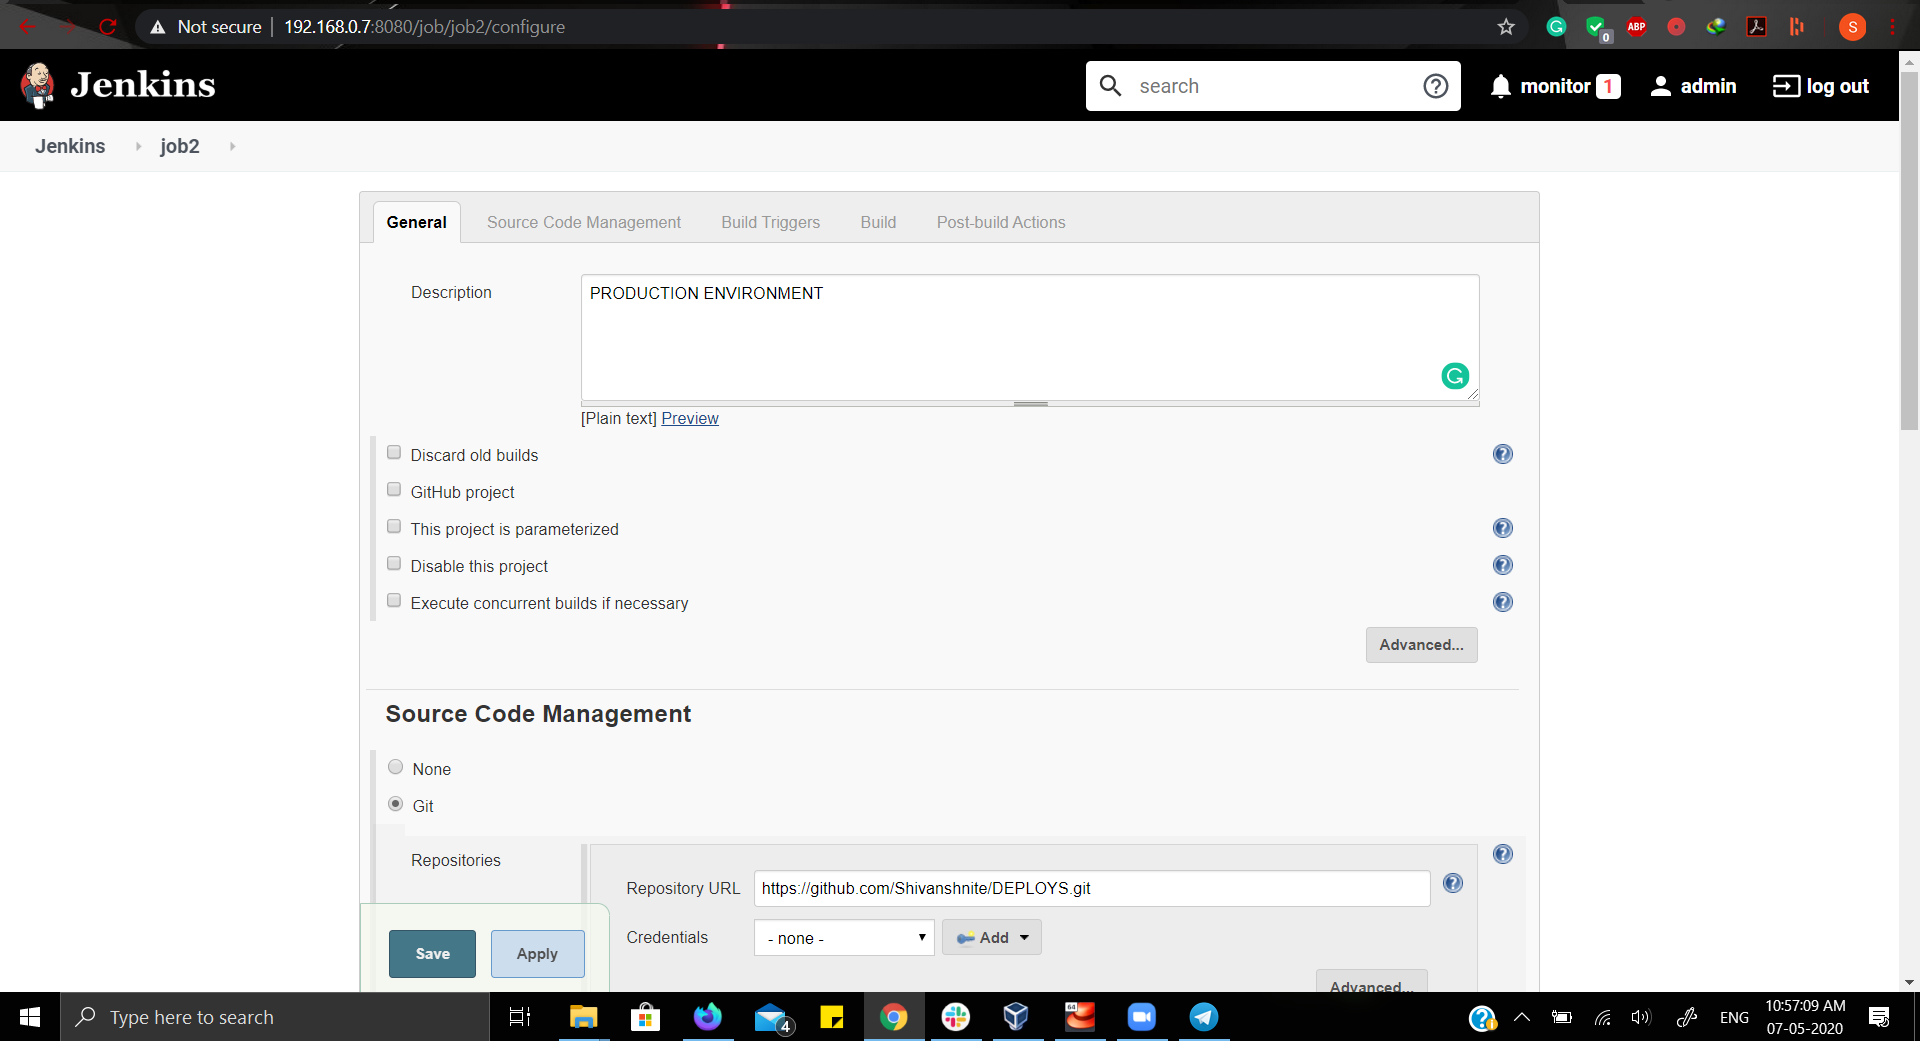 Not secure | 192.168.0.7:8080/job/job2/configure
0
ABP
S
Jenkins
search
monitor 1
admin
log out
Jenkins
job2
General
Source Code Management
Build Triggers
Build
Post-build Actions
Description
PRODUCTION ENVIRONMENT
[Plain text] Preview
Discard old builds
GitHub project
This project is parameterized
Disable this project
Execute concurrent builds if necessary
Advanced...
Source Code Management
None
Git
Repositories
Repository URL
https://github.com/Shivanshnite/DEPLOYS.git
Credentials
- none -
Add
Advanced...
Save
Apply
Type here to search
4
64
ENG
10:57:09 AM
07-05-2020